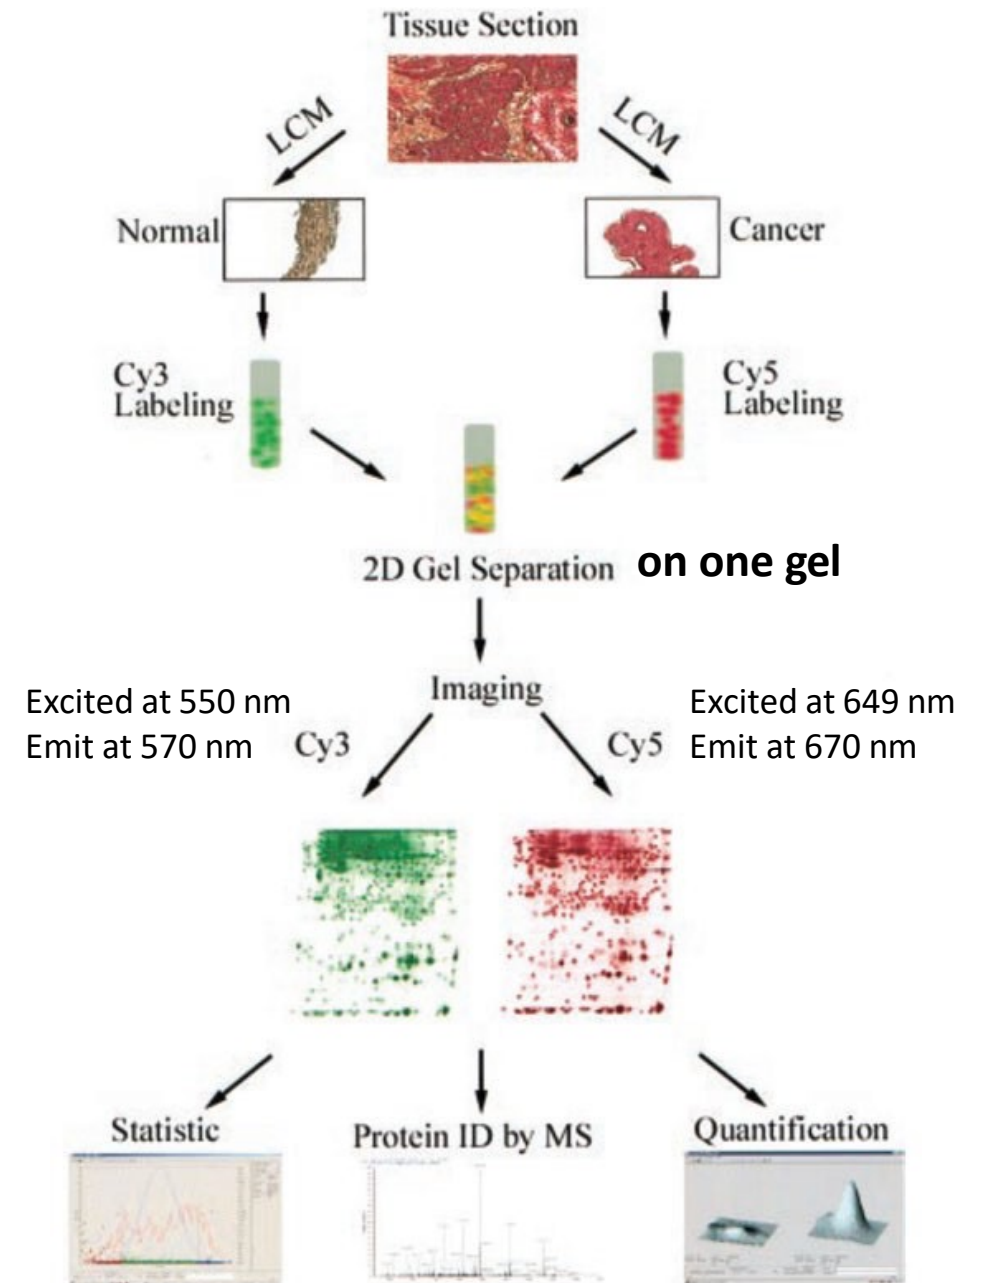 Tissue Section
LCM
LCM
Normal
Cancer
Cy3
Labeling
Cy5
Labeling
2D Gel Separation on one gel
Imaging
Excited at 550 nm
Emit at 570 nm
Cy3
Cy5
Excited at 649 nm
Emit at 670 nm
Statistic
Protein ID by MS
Quantification